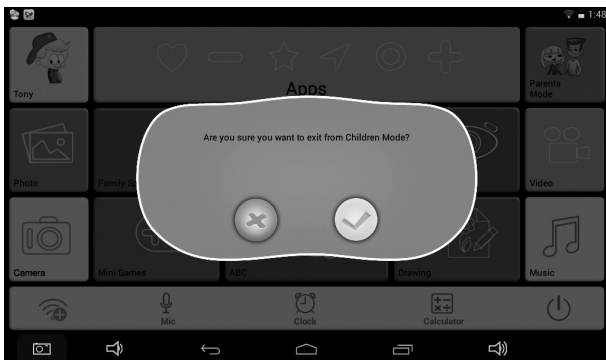 1:48
Apps
Tony
Parents
Mode
Are you sure you want to exit from Children Mode?
Photo
Family
Video
Camera
Mini Games
ABC
Drawing
Music
Mic
Clock
Calculator